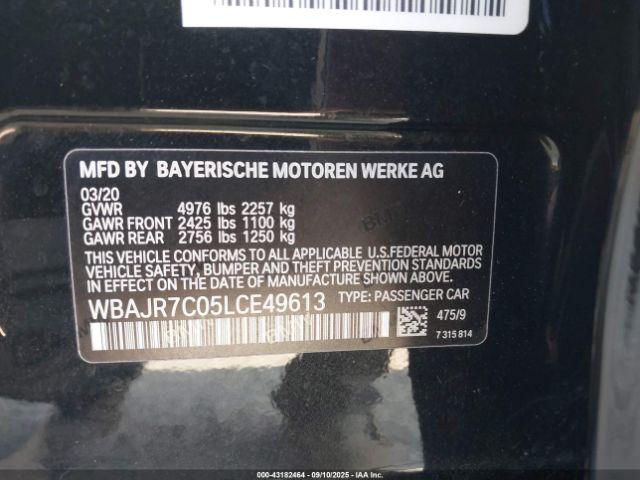 MFD BY BAYERISCHE MOTOREN WERKE AG
03/20
GVWR 4976 lbs 2257 kg
GAWR FRONT 2425 lbs 1100 kg
GAWR REAR 2756 lbs 1250 kg
THIS VEHICLE CONFORMS TO ALL APPLICABLE U.S.FEDERAL MOTOR
VEHICLE SAFETY, BUMPER AND THEFT PREVENTION STANDARDS
IN EFFECT ON THE DATE OF MANUFACTURE SHOWN ABOVE.
WBAJR7C05LCE49613 TYPE: PASSENGER CAR
475/9
7 315 814
000-43182464 - 09/10/2025 - IAAI